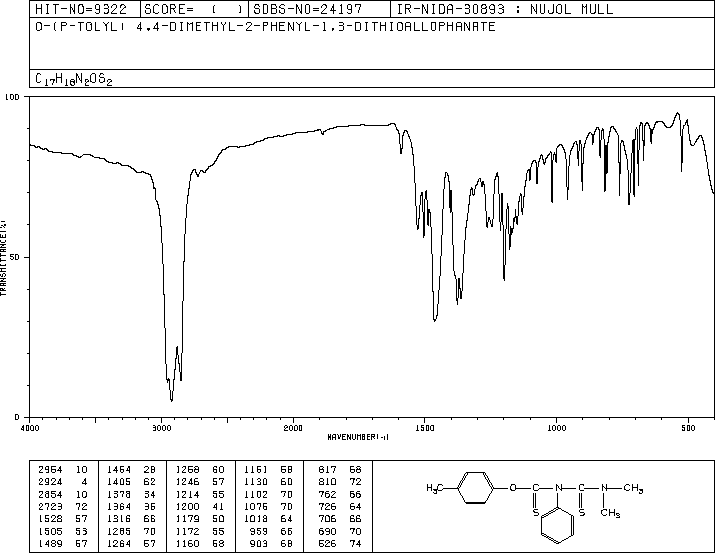 HIT-NO=9322 SCORE= ( ) SDBS-NO=24197 IR-NIDA-30893 : NUJOL MULL
O-(P-TOLYL) 4,4-DIMETHYL-2-PHENYL-1,3-DITHIOALLOPHANATE
C17H18N2OS2
100
50
0
TRANSMITTANCE(%)
4000 3000 2000 1500 1000 500
WAVENUMBER(-1)
2954 10 1464 28 1258 60 1151 68 817 68
2924 4 1405 62 1246 57 1130 60 810 72
2854 10 1378 34 1214 55 1102 70 762 66
2729 72 1364 36 1200 41 1076 70 726 64
1528 57 1316 66 1179 50 1018 64 706 66
1505 53 1285 70 1172 55 959 66 690 70
1489 57 1264 57 1160 58 903 68 526 74
H3C O C N C N CH3
S S CH3